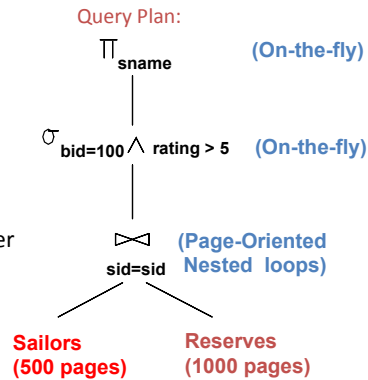 Query Plan:
π sname (On-the-fly)
σ bid=100 ∧ rating > 5 (On-the-fly)
er ⋈ (Page-Oriented
sid=sid Nested loops)
Sailors Reserves
(500 pages) (1000 pages)